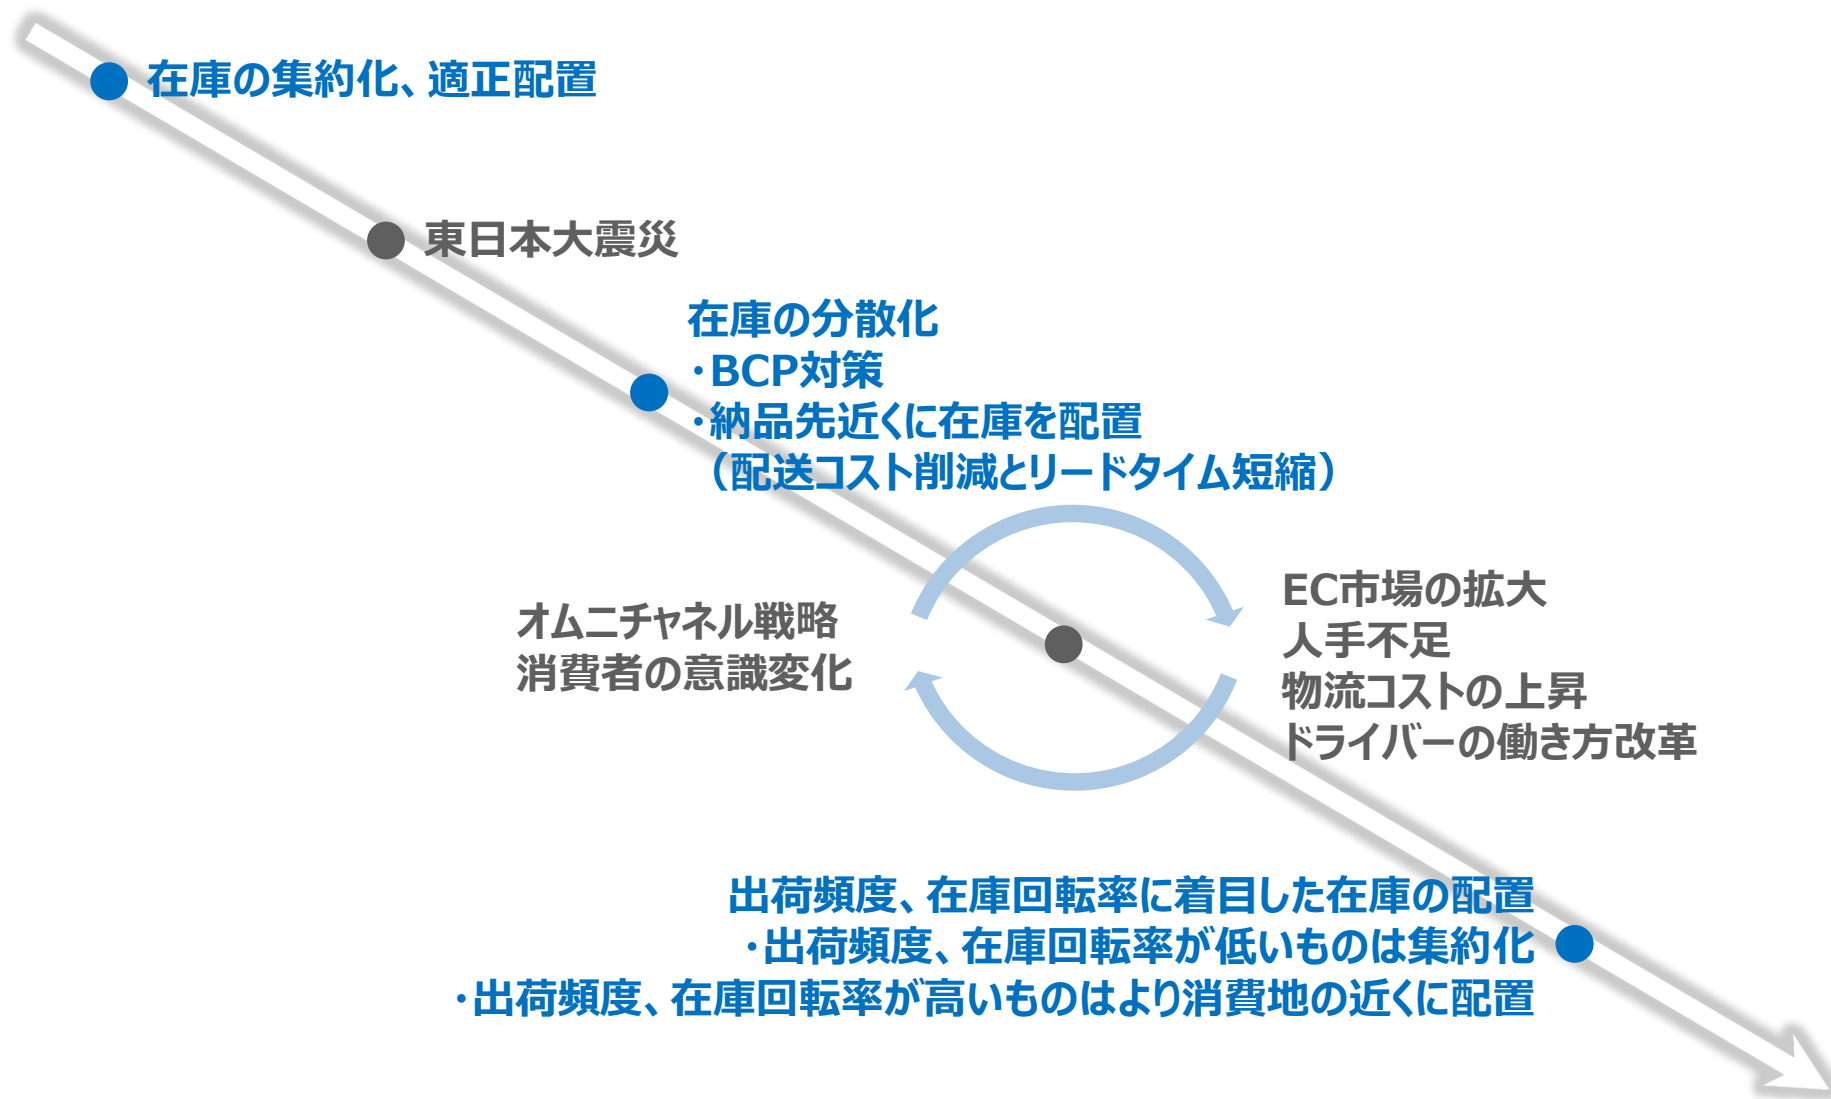 在庫の集約化、適正配置
東日本大震災
在庫の分散化
・BCP対策
・納品先近くに在庫を配置
（配送コスト削減とリードタイム短縮）
オムニチャネル戦略
消費者の意識変化
EC市場の拡大
人手不足
物流コストの上昇
ドライバーの働き方改革
出荷頻度、在庫回転率に着目した在庫の配置
・出荷頻度、在庫回転率が低いものは集約化
・出荷頻度、在庫回転率が高いものはより消費地の近くに配置